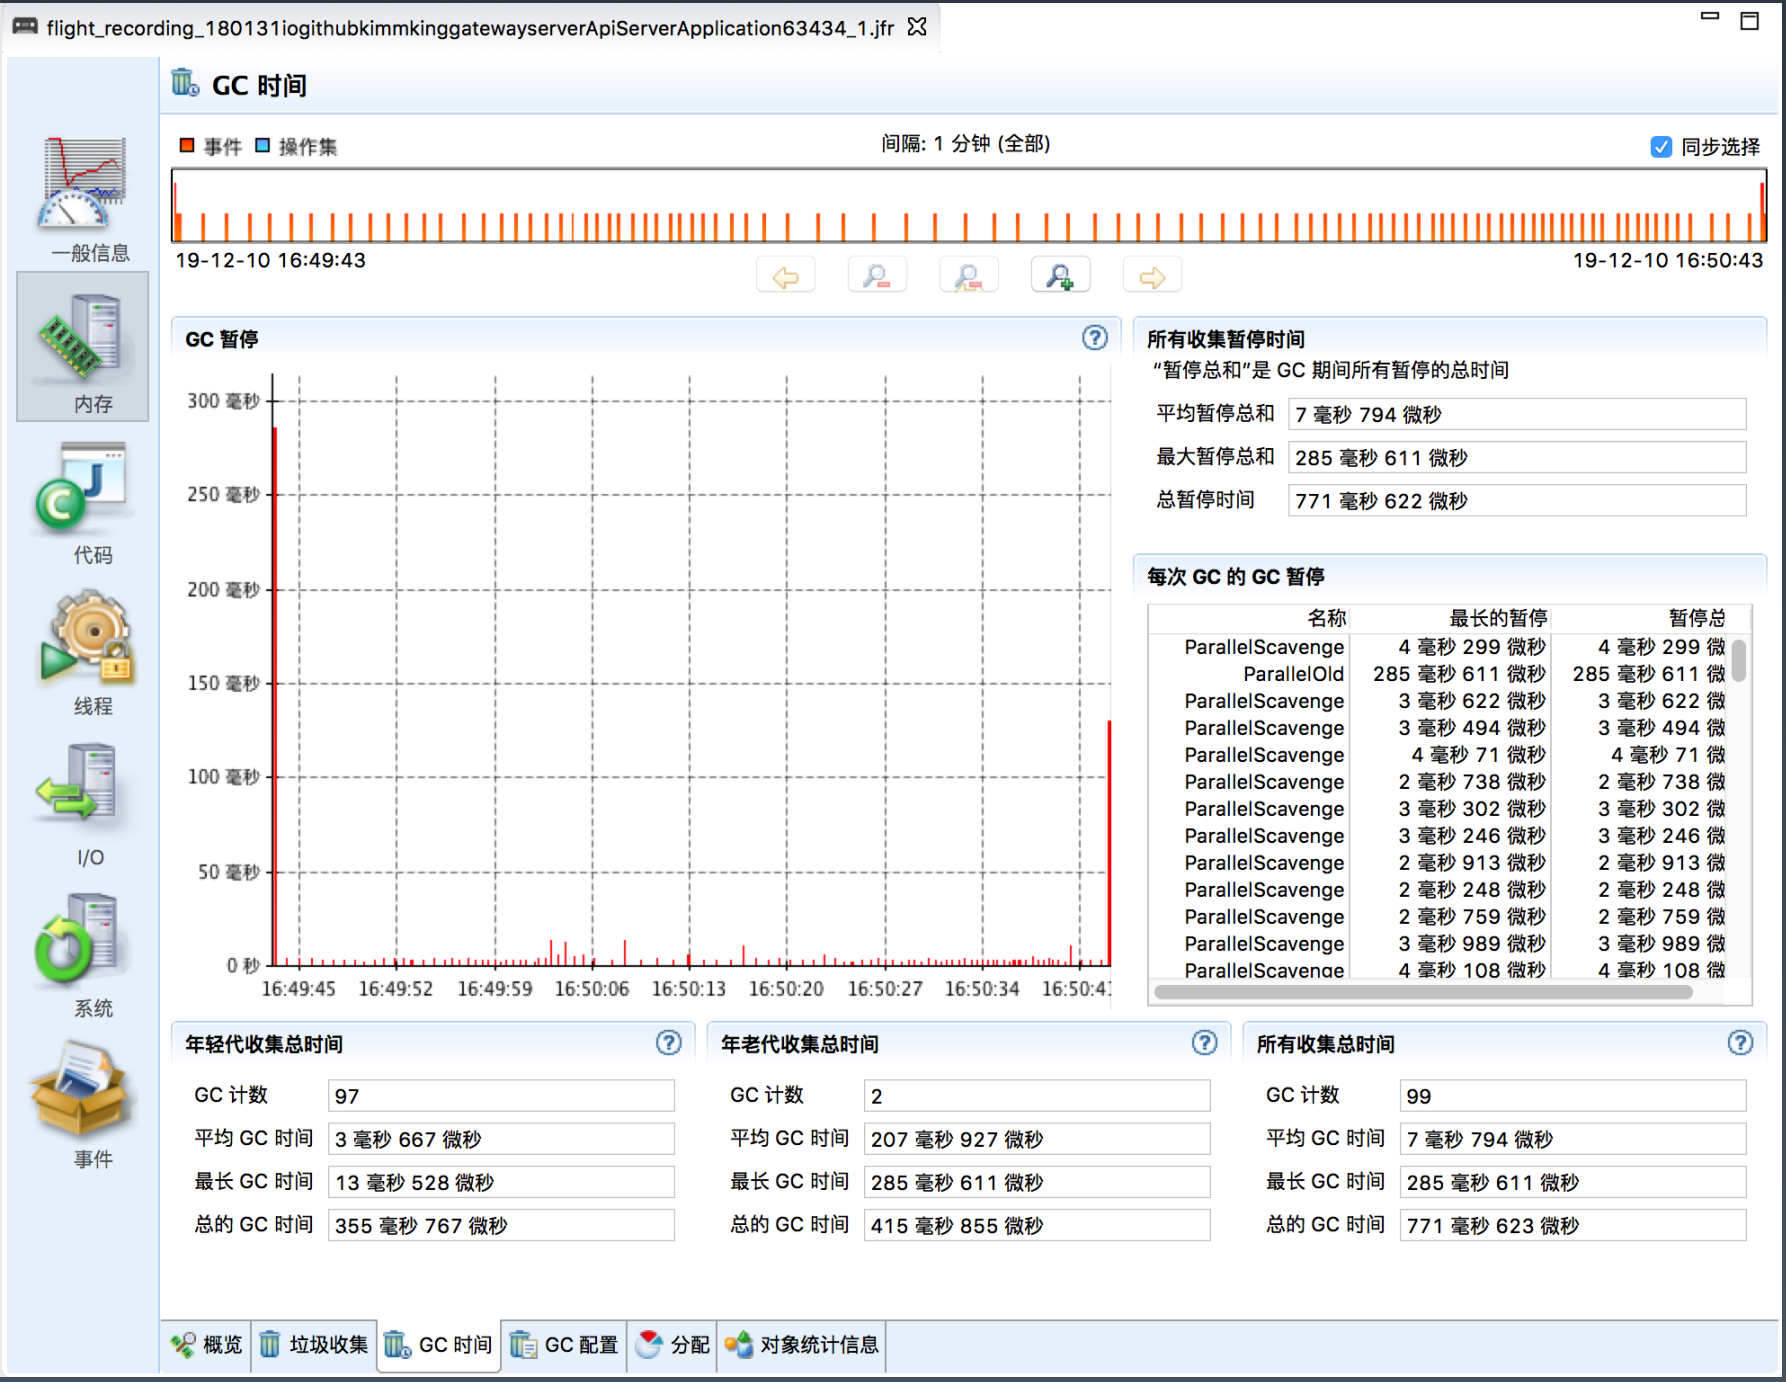 flight_recording_180131iogithubkimmkinggatewayserverApiServerApplication63434_1.jfr
GC 时间
事件 操作集
间隔: 1 分钟 (全部)
同步选择
19-12-10 16:49:43
19-12-10 16:50:43
一般信息
内存
代码
线程
I/O
系统
事件
GC 暂停
300 毫秒
250 毫秒
200 毫秒
150 毫秒
100 毫秒
50 毫秒
0 秒
16:49:45 16:49:52 16:49:59 16:50:06 16:50:13 16:50:20 16:50:27 16:50:34 16:50:4
所有收集暂停时间
“暂停总和”是 GC 期间所有暂停的总时间
平均暂停总和 7 毫秒 794 微秒
最大暂停总和 285 毫秒 611 微秒
总暂停时间 771 毫秒 622 微秒
每次 GC 的 GC 暂停
名称 最长的暂停 暂停总
ParallelScavenge 4 毫秒 299 微秒 4 毫秒 299 微
ParallelOld 285 毫秒 611 微秒 285 毫秒 611 微
ParallelScavenge 3 毫秒 622 微秒 3 毫秒 622 微
ParallelScavenge 3 毫秒 494 微秒 3 毫秒 494 微
ParallelScavenge 4 毫秒 71 微秒 4 毫秒 71 微
ParallelScavenge 2 毫秒 738 微秒 2 毫秒 738 微
ParallelScavenge 3 毫秒 302 微秒 3 毫秒 302 微
ParallelScavenge 3 毫秒 246 微秒 3 毫秒 246 微
ParallelScavenge 2 毫秒 913 微秒 2 毫秒 913 微
ParallelScavenge 2 毫秒 248 微秒 2 毫秒 248 微
ParallelScavenge 2 毫秒 759 微秒 2 毫秒 759 微
ParallelScavenge 3 毫秒 989 微秒 3 毫秒 989 微
ParallelScavenge 4 毫秒 108 微秒 4 毫秒 108 微
年轻代收集总时间
GC 计数 97
平均 GC 时间 3 毫秒 667 微秒
最长 GC 时间 13 毫秒 528 微秒
总的 GC 时间 355 毫秒 767 微秒
年老代收集总时间
GC 计数 2
平均 GC 时间 207 毫秒 927 微秒
最长 GC 时间 285 毫秒 611 微秒
总的 GC 时间 415 毫秒 855 微秒
所有收集总时间
GC 计数 99
平均 GC 时间 7 毫秒 794 微秒
最长 GC 时间 285 毫秒 611 微秒
总的 GC 时间 771 毫秒 623 微秒
概览 垃圾收集 GC 时间 GC 配置 分配 对象统计信息